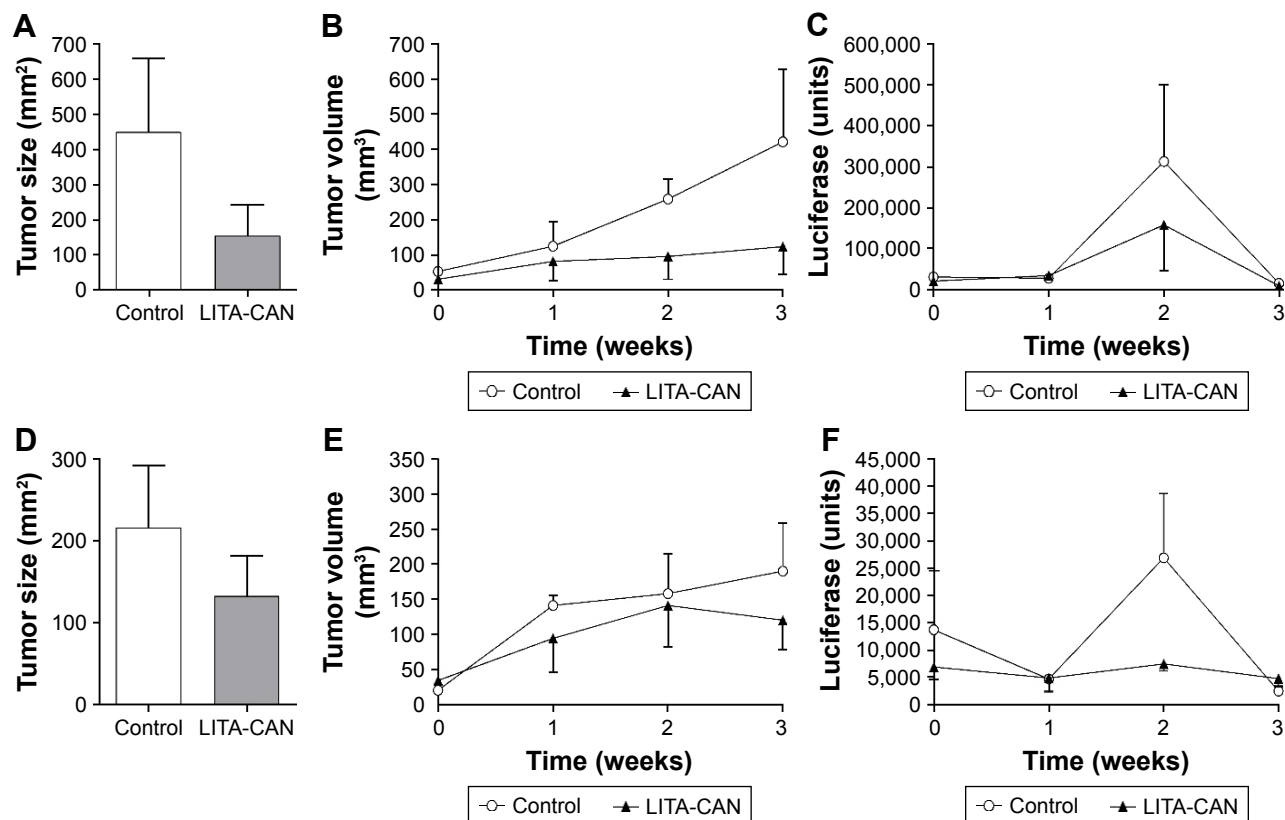 A
Tumor size (mm²)
700
600
500
400
300
200
100
0
Control
LITA-CAN
B
Tumor volume
(mm³)
700
600
500
400
300
200
100
0
0
1
2
3
Time (weeks)
Control
LITA-CAN
C
Luciferase (units)
600,000
500,000
400,000
300,000
200,000
100,000
0
0
1
2
3
Time (weeks)
Control
LITA-CAN
D
Tumor size (mm²)
300
200
100
0
Control
LITA-CAN
E
Tumor volume
(mm³)
350
300
250
200
150
100
50
0
0
1
2
3
Time (weeks)
Control
LITA-CAN
F
Luciferase (units)
45,000
40,000
35,000
30,000
25,000
20,000
15,000
10,000
5,000
0
0
1
2
3
Time (weeks)
Control
LITA-CAN